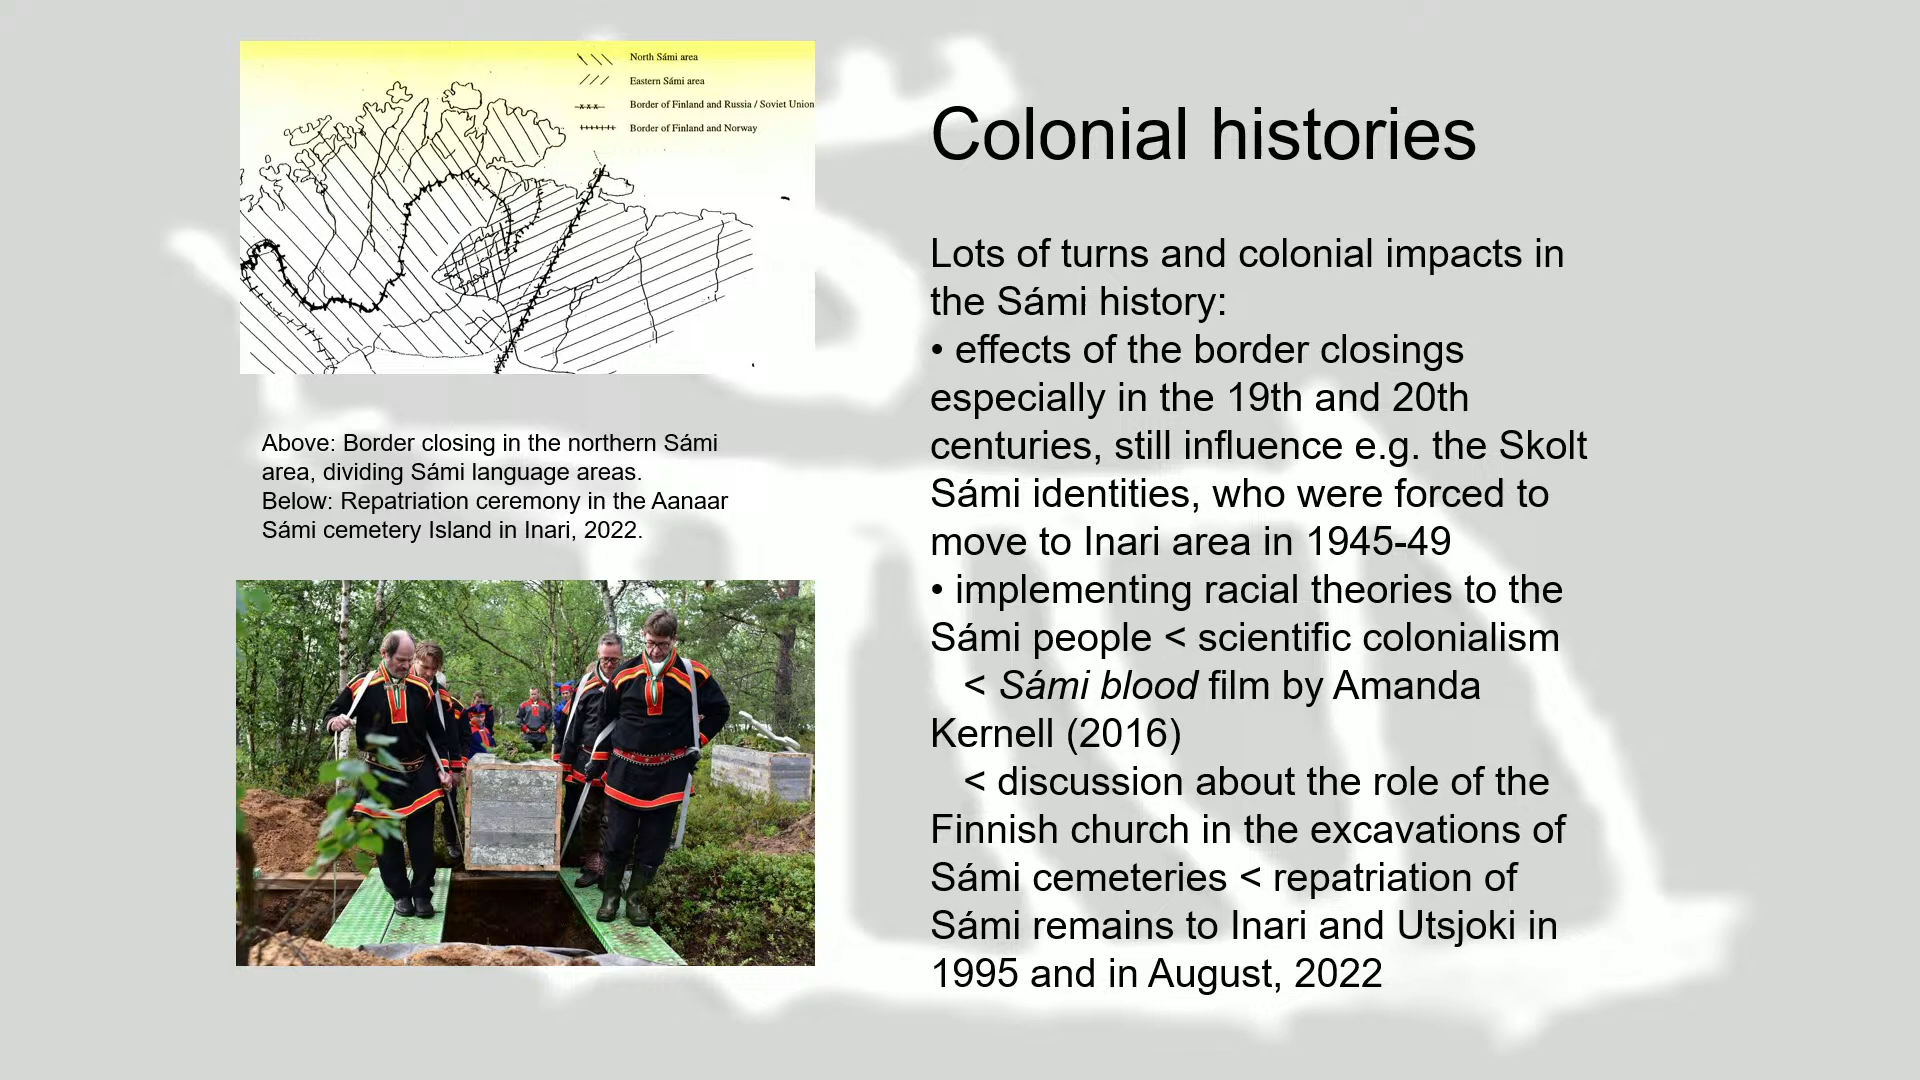 North Sámi area
Eastern Sámi area
Border of Finland and Russia / Soviet Union
Border of Finland and Norway
Above: Border closing in the northern Sámi
area, dividing Sámi language areas.
Below: Repatriation ceremony in the Aanaar
Sámi cemetery Island in Inari, 2022.
Colonial histories
Lots of turns and colonial impacts in
the Sámi history:
• effects of the border closings
especially in the 19th and 20th
centuries, still influence e.g. the Skolt
Sámi identities, who were forced to
move to Inari area in 1945-49
• implementing racial theories to the
Sámi people < scientific colonialism
< Sámi blood film by Amanda
Kernell (2016)
< discussion about the role of the
Finnish church in the excavations of
Sámi cemeteries < repatriation of
Sámi remains to Inari and Utsjoki in
1995 and in August, 2022